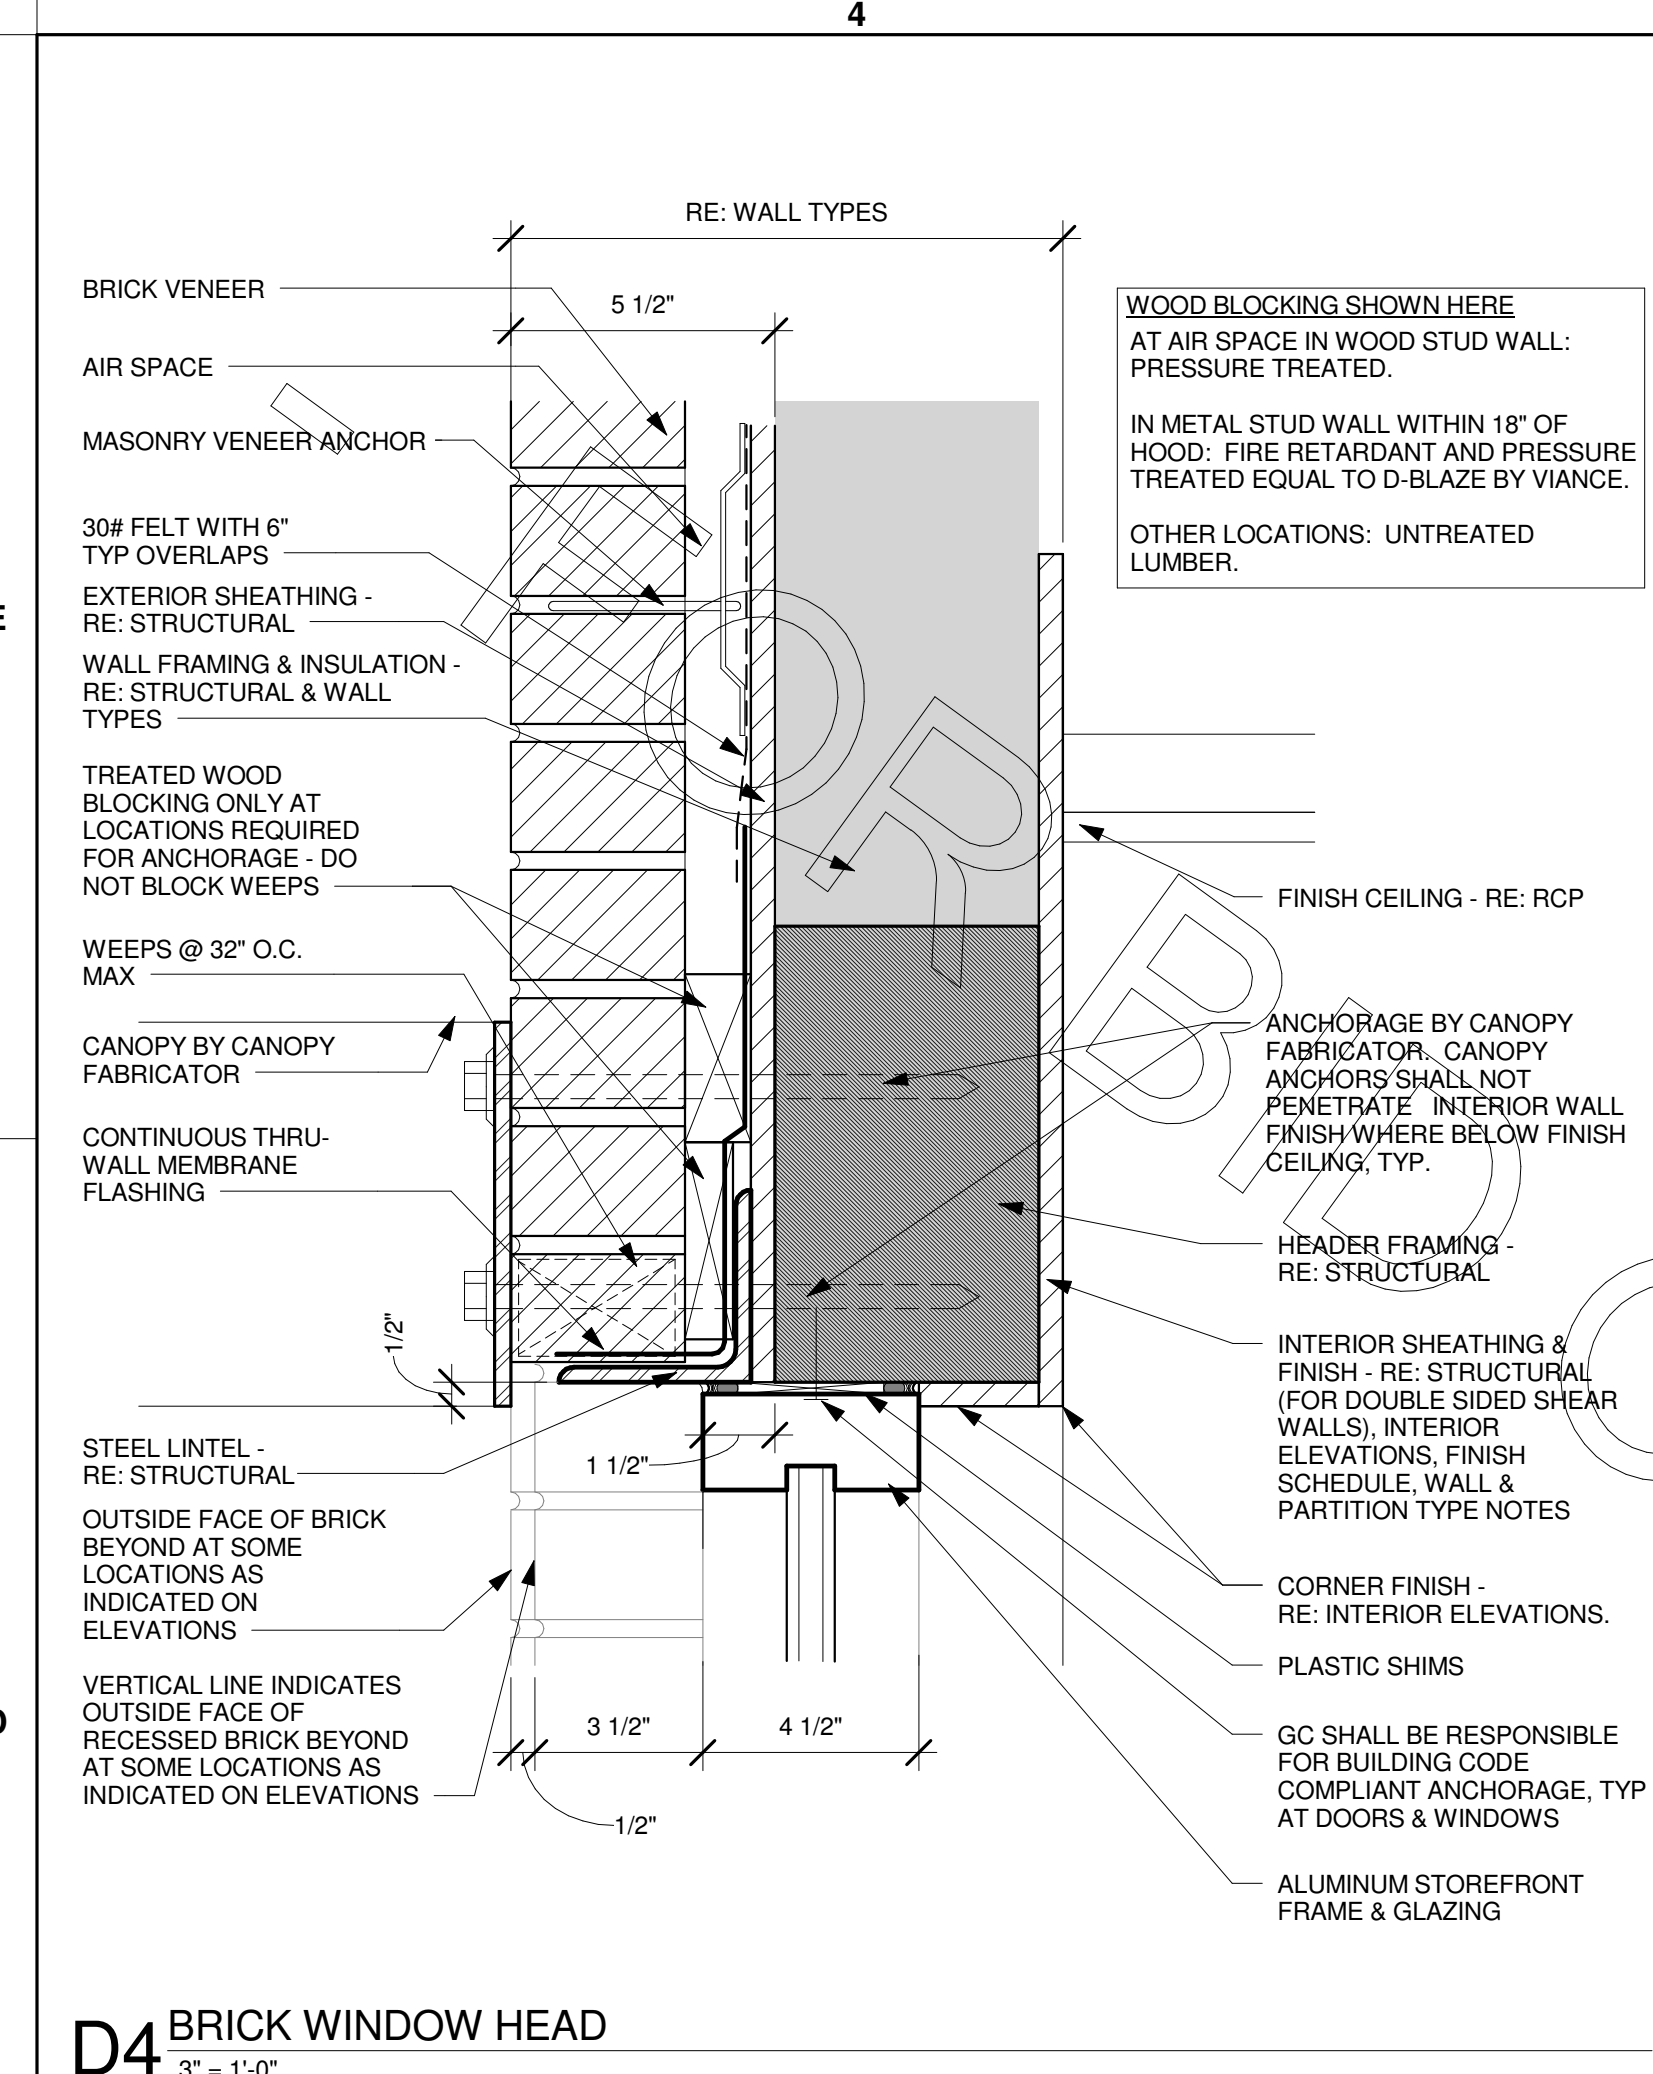 4
RE: WALL TYPES
5 1/2"
BRICK VENEER
AIR SPACE
MASONRY VENEER ANCHOR
30# FELT WITH 6"
TYP OVERLAPS
EXTERIOR SHEATHING -
RE: STRUCTURAL
WALL FRAMING & INSULATION -
RE: STRUCTURAL & WALL
TYPES
TREATED WOOD
BLOCKING ONLY AT
LOCATIONS REQUIRED
FOR ANCHORAGE - DO
NOT BLOCK WEEPS
WEEPS @ 32" O.C.
MAX
CANOPY BY CANOPY
FABRICATOR
CONTINUOUS THRU-
WALL MEMBRANE
FLASHING
1/2"
STEEL LINTEL -
RE: STRUCTURAL
OUTSIDE FACE OF BRICK
BEYOND AT SOME
LOCATIONS AS
INDICATED ON
ELEVATIONS
VERTICAL LINE INDICATES
OUTSIDE FACE OF
RECESSED BRICK BEYOND
AT SOME LOCATIONS AS
INDICATED ON ELEVATIONS
1 1/2"
3 1/2"
4 1/2"
1/2"
WOOD BLOCKING SHOWN HERE
AT AIR SPACE IN WOOD STUD WALL:
PRESSURE TREATED.
IN METAL STUD WALL WITHIN 18" OF
HOOD: FIRE RETARDANT AND PRESSURE
TREATED EQUAL TO D-BLAZE BY VIANCE.
OTHER LOCATIONS: UNTREATED
LUMBER.
FINISH CEILING - RE: RCP
ANCHORAGE BY CANOPY
FABRICATOR. CANOPY
ANCHORS SHALL NOT
PENETRATE INTERIOR WALL
FINISH WHERE BELOW FINISH
CEILING, TYP.
HEADER FRAMING -
RE: STRUCTURAL
INTERIOR SHEATHING &
FINISH - RE: STRUCTURAL
(FOR DOUBLE SIDED SHEAR
WALLS), INTERIOR
ELEVATIONS, FINISH
SCHEDULE, WALL &
PARTITION TYPE NOTES
CORNER FINISH -
RE: INTERIOR ELEVATIONS.
PLASTIC SHIMS
GC SHALL BE RESPONSIBLE
FOR BUILDING CODE
COMPLIANT ANCHORAGE, TYP
AT DOORS & WINDOWS
ALUMINUM STOREFRONT
FRAME & GLAZING
FOR BID
D4
BRICK WINDOW HEAD
3" = 1'-0"